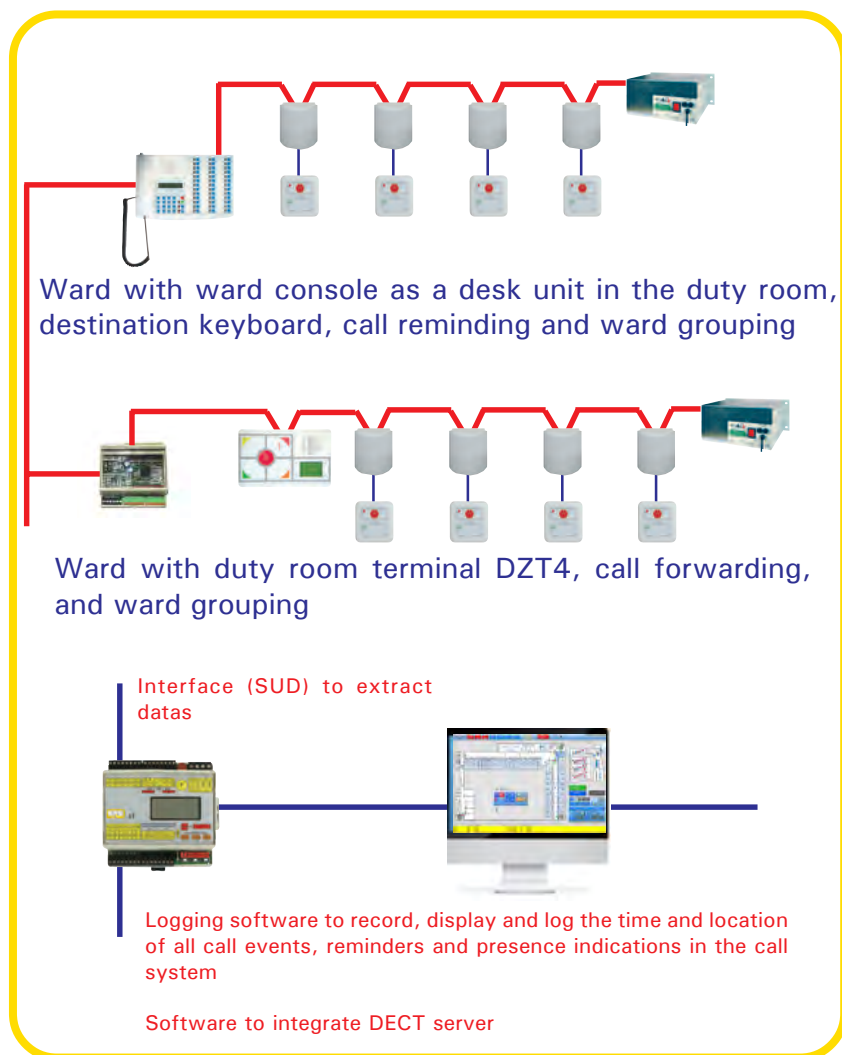 Ward with ward console as a desk unit in the duty room,
destination keyboard, call reminding and ward grouping
Ward with duty room terminal DZT4, call forwarding,
and ward grouping
Interface (SUD) to extract
datas
Logging software to record, display and log the time and location
of all call events, reminders and presence indications in the call
system
Software to integrate DECT server